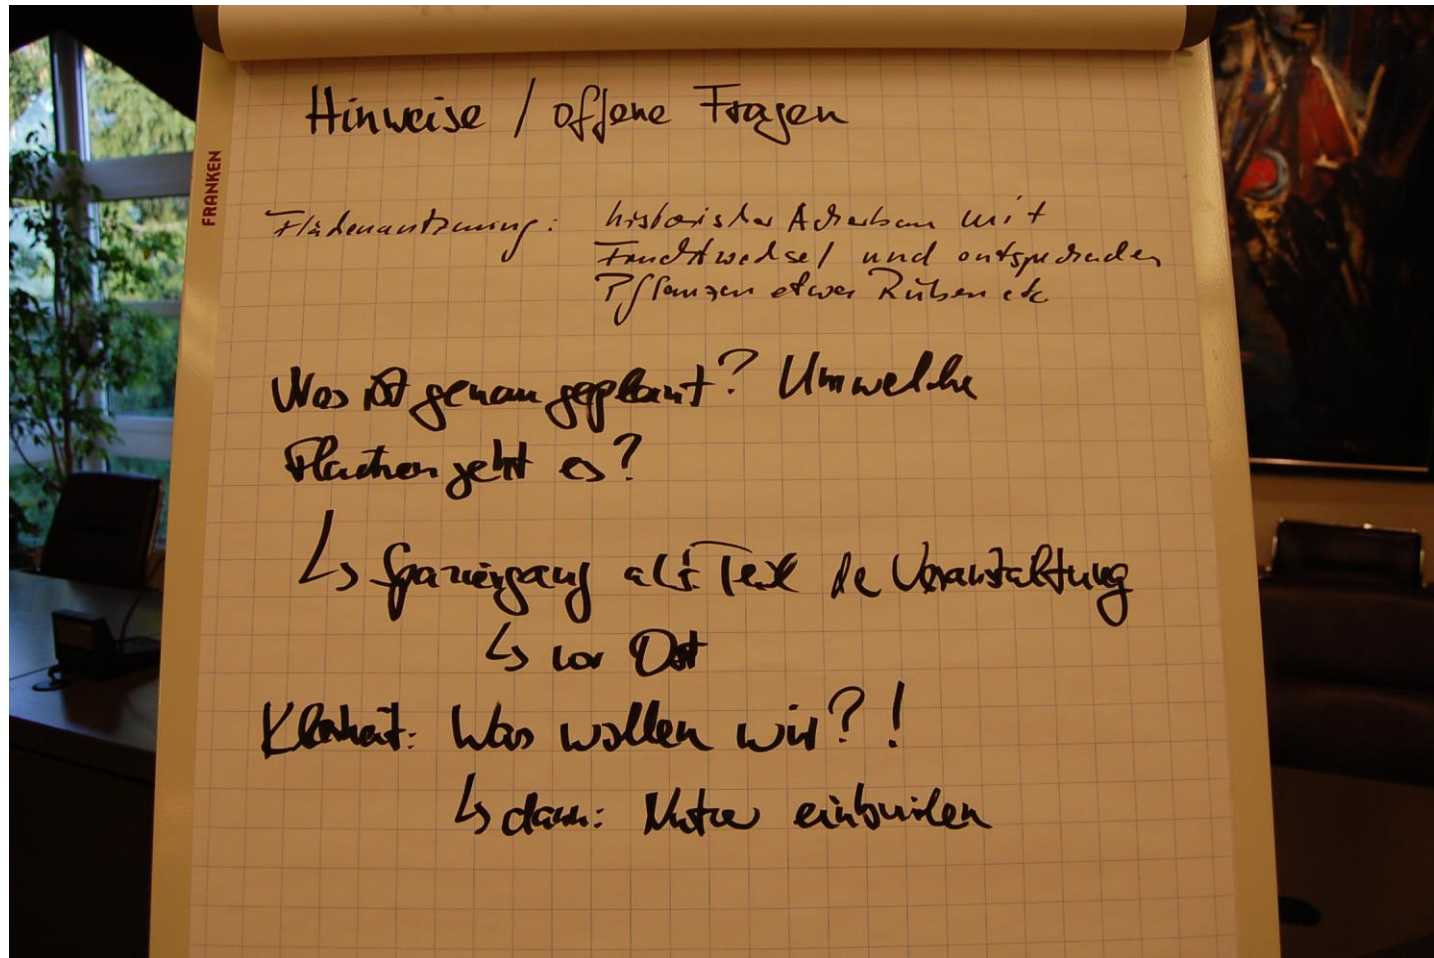 Hinweise / offene Fragen
FRANKEN
Flächennutzung: historischer Ackerbau mit
Fruchtwechsel und entsprechenden
Pflanzen etwa Rüben etc
Was ist genau geplant? Um welche
Flächen geht es?
↳ Spaziergang als Teil der Veranstaltung
↳ vor Ort
Klarheit: Was wollen wir?!
↳ dann: Nutzer einbinden